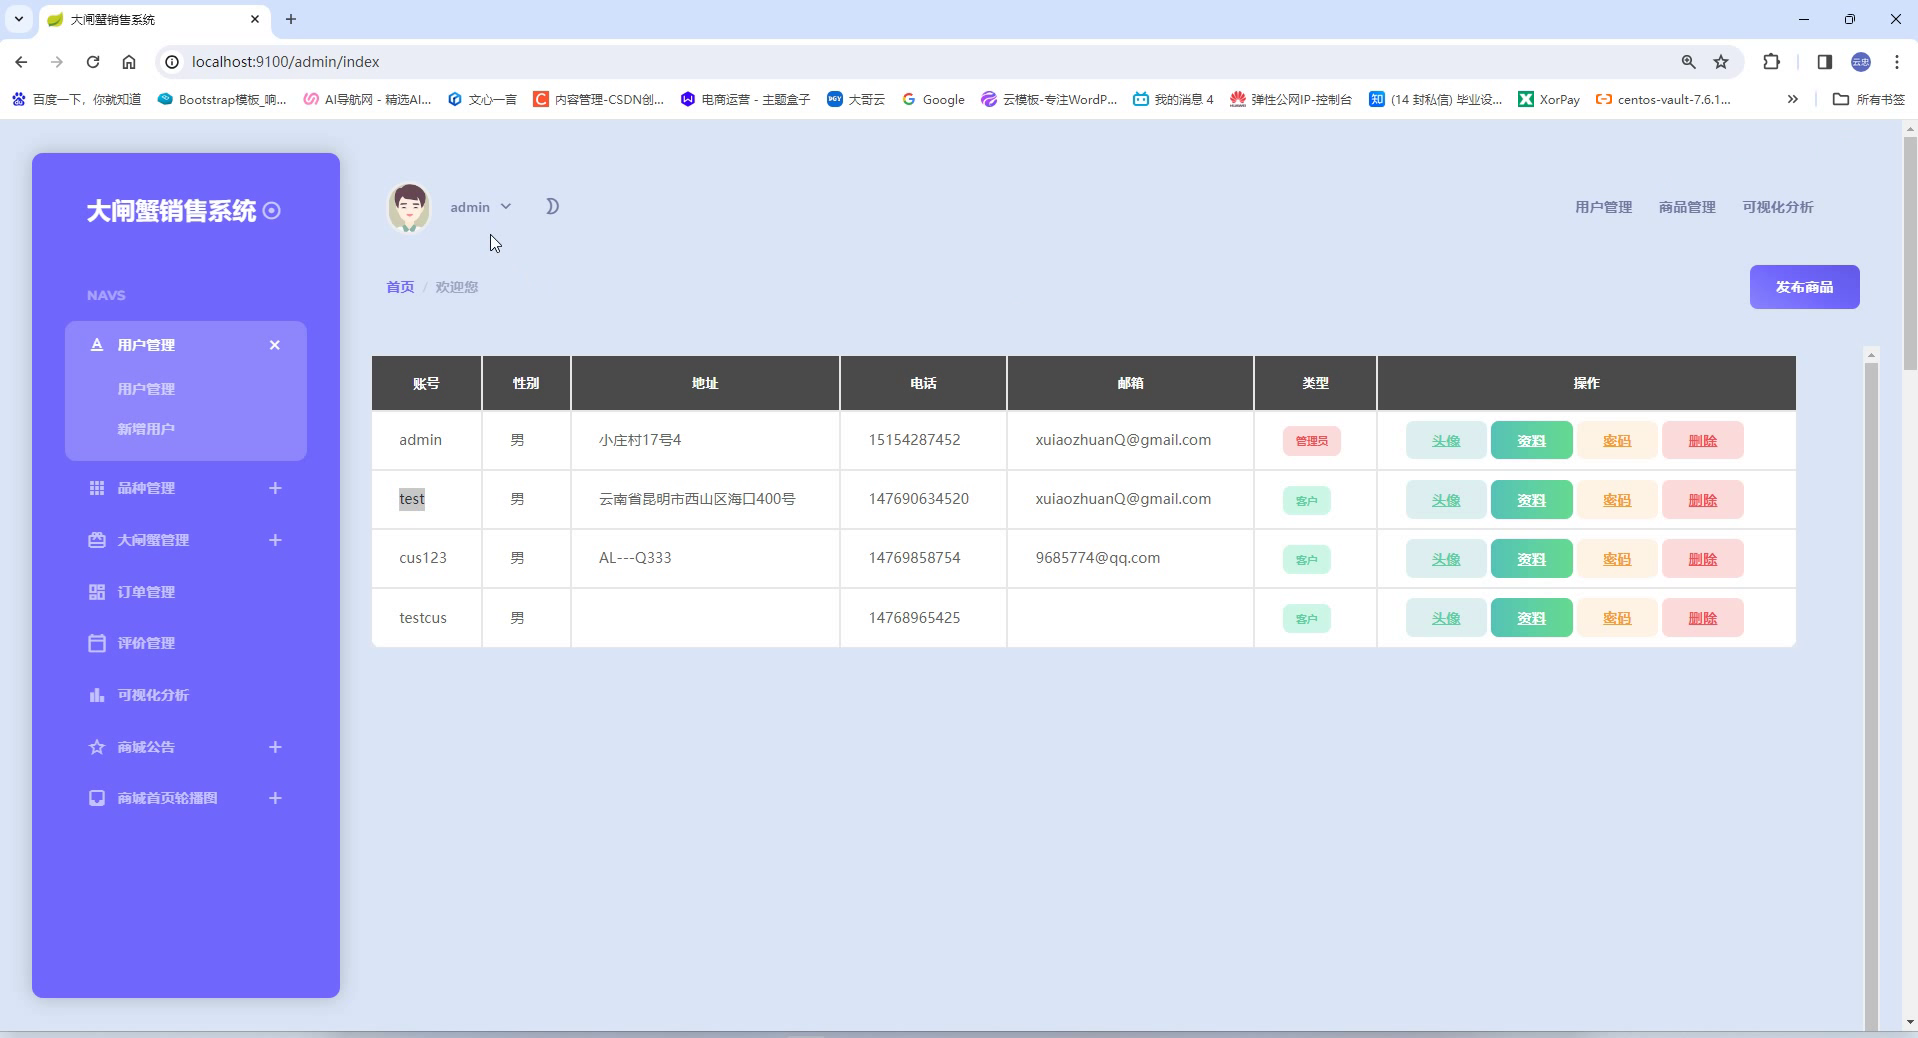 大闸蟹销售系统
localhost:9100/admin/index
百度一下，你就知道
Bootstrap模板_响...
AI导航网 - 精选AI...
文心一言
内容管理-CSDN创...
电商运营 - 主题盒子
大哥云
Google
云模板-专注WordP...
我的消息 4
弹性公网IP-控制台
(14 封私信) 毕业设...
XorPay
centos-vault-7.6.1...
所有书签
大闸蟹销售系统
admin
用户管理 商品管理 可视化分析
首页 / 欢迎您
发布商品
NAVS
用户管理
用户管理
新增用户
品种管理
大闸蟹管理
订单管理
评价管理
可视化分析
商城公告
商城首页轮播图
账号 性别 地址 电话 邮箱 类型 操作
admin 男 小庄村17号4 15154287452 xuiaozhuanQ@gmail.com 管理员 头像 资料 密码 删除
test 男 云南省昆明市西山区海口400号 147690634520 xuiaozhuanQ@gmail.com 客户 头像 资料 密码 删除
cus123 男 AL---Q333 14769858754 9685774@qq.com 客户 头像 资料 密码 删除
testcus 男 14768965425 客户 头像 资料 密码 删除